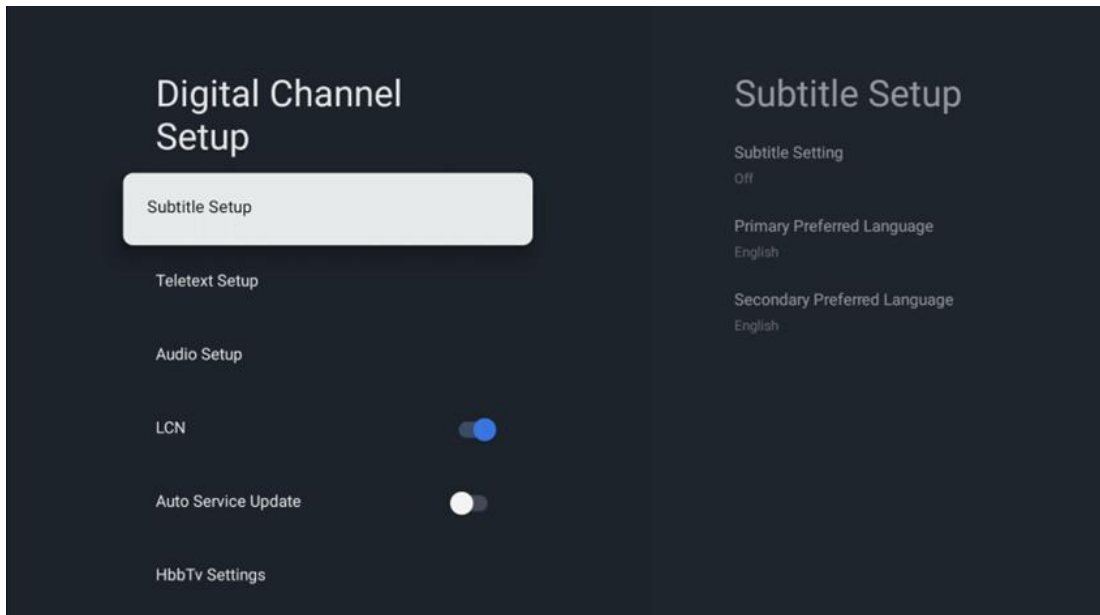 Digital Channel
Setup
Subtitle Setup
Teletext Setup
Audio Setup
LCN
Auto Service Update
HbbTv Settings
Subtitle Setup
Subtitle Setting
Off
Primary Preferred Language
English
Secondary Preferred Language
English